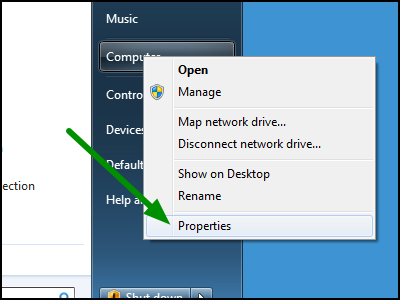 Music
Computer
Open
Manage
Contro
Map network drive...
Devices
Disconnect network drive...
Default
Show on Desktop
ection
Rename
Help a
Properties
Shut down